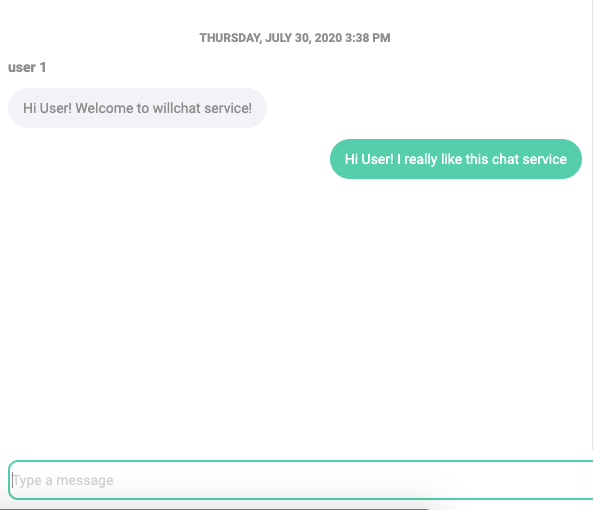 THURSDAY, JULY 30, 2020 3:38 PM
user 1
Hi User! Welcome to willchat service!
Hi User! I really like this chat service
Type a message